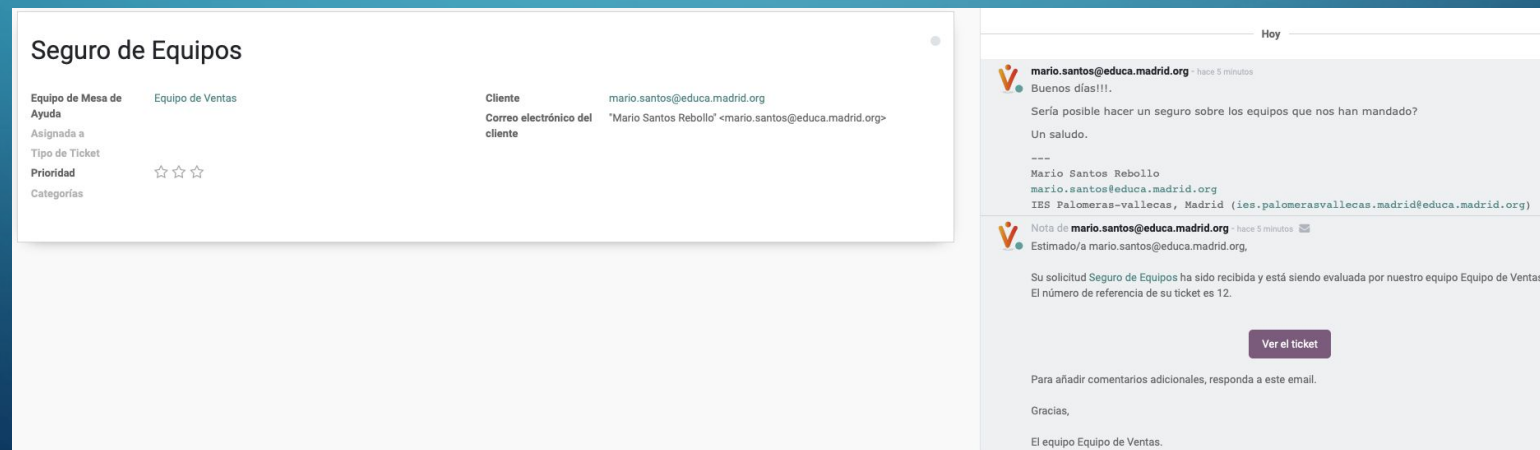 Seguro de Equipos
Equipo de Mesa de
Ayuda
Equipo de Ventas
Asignada a
Tipo de Ticket
Prioridad
Categorías
Cliente
mario.santos@educa.madrid.org
Correo electrónico del
cliente
"Mario Santos Rebollo" <mario.santos@educa.madrid.org>
Hoy
mario.santos@educa.madrid.org - hace 5 minutos
Buenos días!!!.
Sería posible hacer un seguro sobre los equipos que nos han mandado?
Un saludo.
---
Mario Santos Rebollo
mario.santos@educa.madrid.org
IES Palomeras-vallecas, Madrid (ies.palomerasvallecas.madrid@educa.madrid.org)
Nota de mario.santos@educa.madrid.org - hace 5 minutos
Estimado/a mario.santos@educa.madrid.org,
Su solicitud Seguro de Equipos ha sido recibida y está siendo evaluada por nuestro equipo Equipo de Ventas
El número de referencia de su ticket es 12.
Ver el ticket
Para añadir comentarios adicionales, responda a este email.
Gracias,
El equipo Equipo de Ventas.